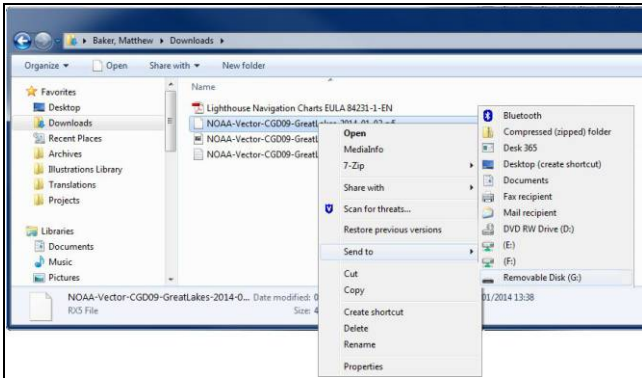 Baker, Matthew ▸ Downloads ▸
Organize Open Share with New folder
Favorites
Desktop
Downloads
Recent Places
Archives
Illustrations Library
Translations
Projects
Libraries
Documents
Music
Pictures
Name
Lighthouse Navigation Charts EULA 84231-1-EN
NOAA-Vector-CGD09-GreatLakes-2014-01-02
NOAA-Vector-CGD09-GreatL
NOAA-Vector-CGD09-GreatL
Open
MediaInfo
7-Zip
Share with
Scan for threats...
Restore previous versions
Send to
Cut
Copy
Create shortcut
Delete
Rename
Properties
Bluetooth
Compressed (zipped) folder
Desk 365
Desktop (create shortcut)
Documents
Fax recipient
Mail recipient
DVD RW Drive (D:)
(E:)
(F:)
Removable Disk (G:)
NOAA-Vector-CGD09-GreatLakes-2014-0... Date modified: 0 01/2014 13:38
RXS File Size: 4